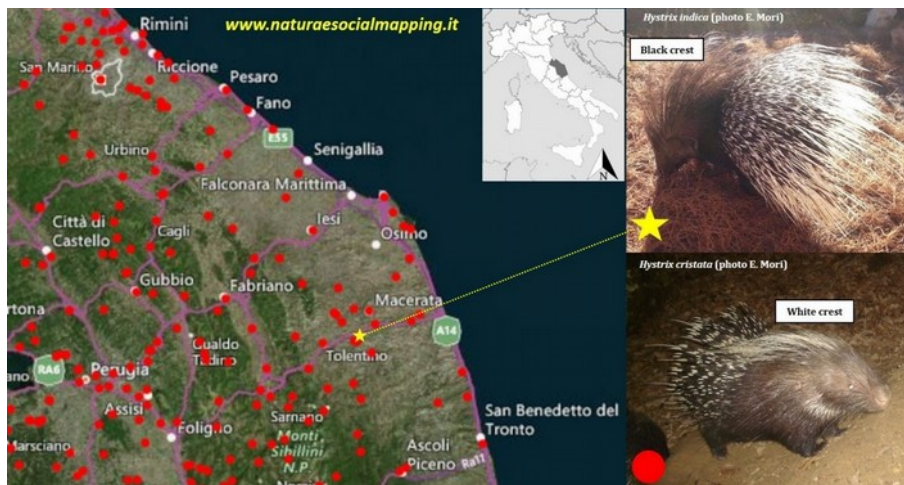 www.naturaesocialmapping.it
Rimini
San Marino
Riccione
Pesaro
Fano
E55
Urbino
Senigallia
Falconara Marittima
Iesi
Osimo
Città di
Castello
Cagli
Gubbio
Fabriano
Macerata
A14
Gualdo
Tadino
Tolentino
RA6
Perugia
Assisi
Foligno
Sarnano
Monti
Sibillini
N.P.
San Benedetto del
Tronto
Ascoli
Piceno
Ra11
Marsciano
N
Hystrix indica (photo E. Mori)
Black crest
Hystrix cristata (photo E. Mori)
White crest